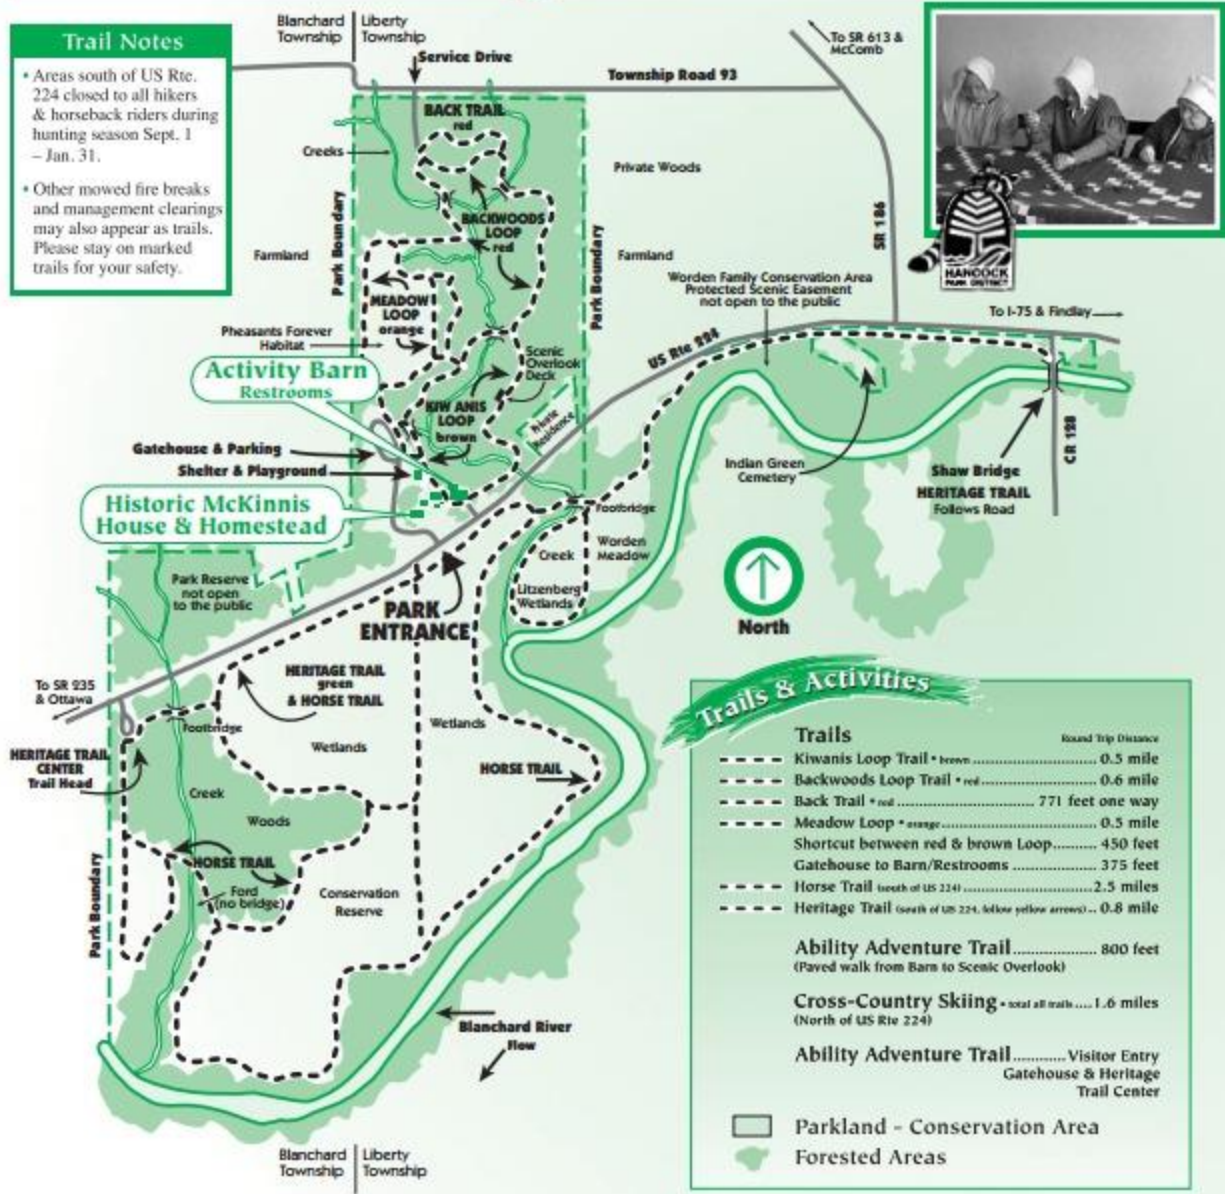 Blanchard
Township
Liberty
Township
Trail Notes
• Areas south of US Rte.
224 closed to all hikers
& horseback riders during
hunting season Sept. 1
– Jan. 31.
• Other mowed fire breaks
and management clearings
may also appear as trails.
Please stay on marked
trails for your safety.
Service Drive
Township Road 93
To SR 613 &
McComb
BACK TRAIL
red
Creeks
Private Woods
Park Boundary
BACKWOODS
LOOP
red
Park Boundary
SR 186
HANCOCK
PARK DISTRICT
Farmland
Farmland
MEADOW
LOOP
orange
Worden Family Conservation Area
Protected Scenic Easement
not open to the public
To I-75 & Findlay
Pheasants Forever
Habitat
US Rte 224
Scenic
Overlook
Deck
Activity Barn
Restrooms
KIW ANIS
LOOP
brown
Private
Residence
Gatehouse & Parking
Shelter & Playground
Indian Green
Cemetery
Shaw Bridge
HERITAGE TRAIL
Follows Road
CR 128
Historic McKinnis
House & Homestead
Footbridge
Creek
Worden
Meadow
Litzenberg
Wetlands
Park Reserve
not open
to the public
PARK
ENTRANCE
North
HERITAGE TRAIL
green
& HORSE TRAIL
To SR 235
& Ottawa
Footbridge
Wetlands
Wetlands
HERITAGE TRAIL
CENTER
Trail Head
HORSE TRAIL
Creek
Woods
HORSE TRAIL
Ford
(no bridge)
Conservation
Reserve
Park Boundary
Blanchard River
Flow
Blanchard
Township
Liberty
Township
Trails & Activities
Trails Round Trip Distance
Kiwanis Loop Trail • brown ........ 0.5 mile
Backwoods Loop Trail • red ........ 0.6 mile
Back Trail • red ........ 771 feet one way
Meadow Loop • orange ........ 0.5 mile
Shortcut between red & brown Loop ........ 450 feet
Gatehouse to Barn/Restrooms ........ 375 feet
Horse Trail (south of US 224) ........ 2.5 miles
Heritage Trail (south of US 224, follow yellow arrows) .. 0.8 mile
Ability Adventure Trail ........ 800 feet
(Paved walk from Barn to Scenic Overlook)
Cross-Country Skiing • total all trails .... 1.6 miles
(North of US Rte 224)
Ability Adventure Trail ........ Visitor Entry
Gatehouse & Heritage
Trail Center
Parkland - Conservation Area
Forested Areas